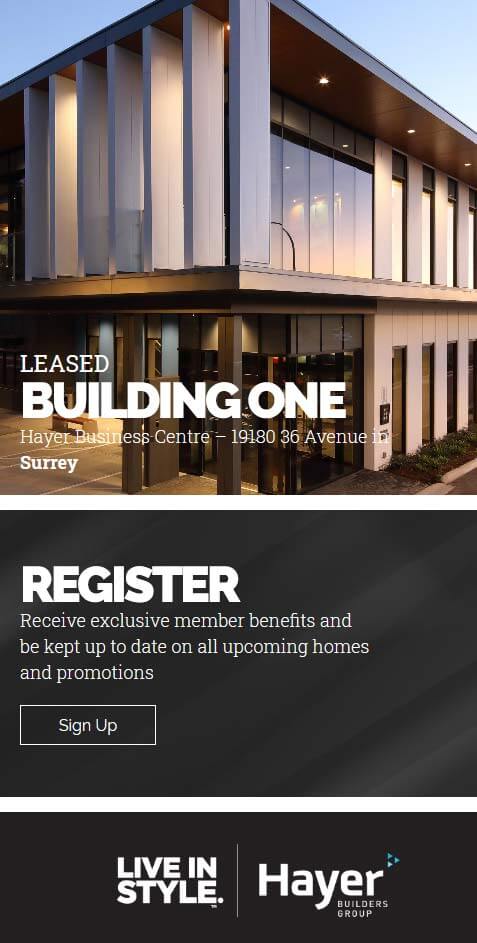 LEASED
BUILDING ONE
Hayer Business Centre – 19180 36 Avenue in
Surrey
REGISTER
Receive exclusive member benefits and
be kept up to date on all upcoming homes
and promotions
Sign Up
LIVE IN
STYLE.™
Hayer
BUILDERS
GROUP